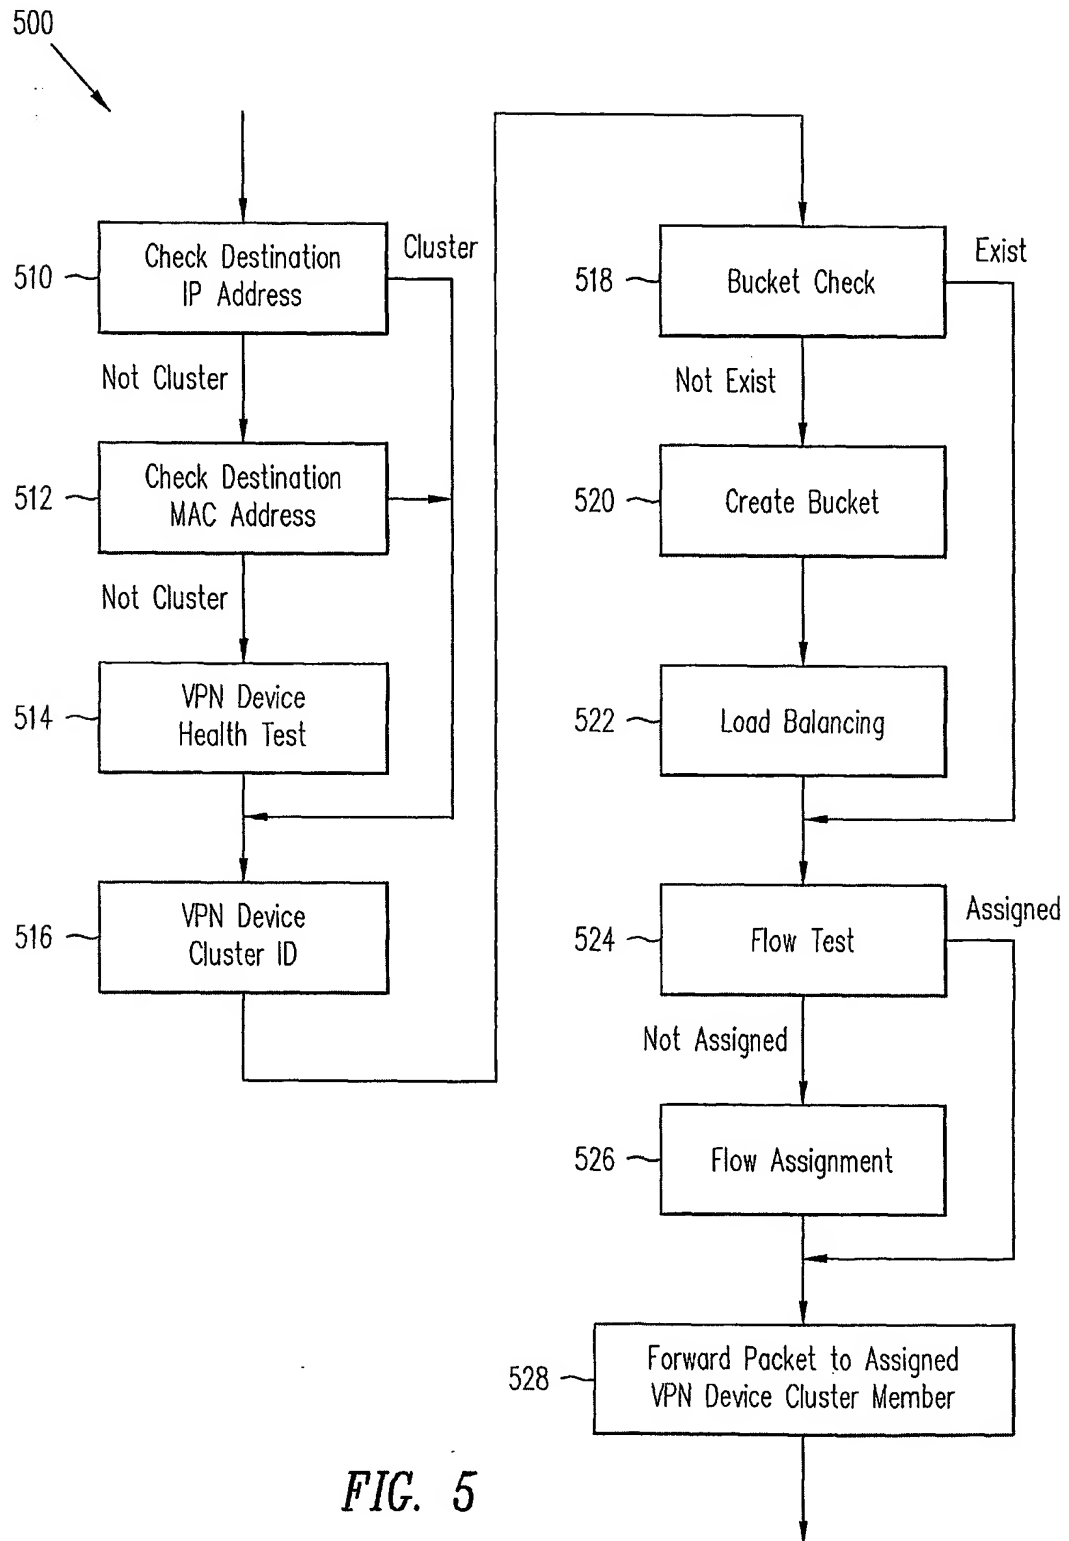 500
Check Destination
IP Address
Cluster
510
Not Cluster
Check Destination
MAC Address
512
Not Cluster
VPN Device
Health Test
514
VPN Device
Cluster ID
516
Bucket Check
Exist
518
Not Exist
Create Bucket
520
Load Balancing
522
Flow Test
Assigned
524
Not Assigned
Flow Assignment
526
Forward Packet to Assigned
VPN Device Cluster Member
528
FIG. 5